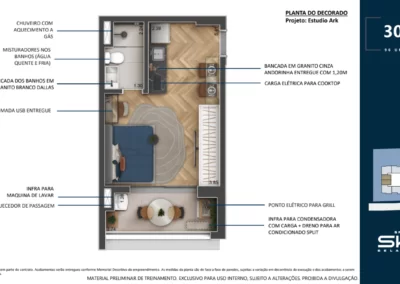 PLANTA DO DECORADO
Projeto: Estudio Ark
30
CHUVEIRO COM
AQUECIMENTO A
GÁS
MISTURADORES NOS
BANHOS (ÁGUA
QUENTE E FRIA)
CADA DOS BANHOS EM
NITO BRANCO DALLAS
MADA USB ENTREGUE
INFRA PARA
MAQUINA DE LAVAR
UECEDOR DE PASSAGEM
BANCADA EM GRANITO CINZA
ANDORINHA ENTREGUE COM 1,20M
CARGA ELÉTRICA PARA COOKTOP
PONTO ELÉTRICO PARA GRILL
INFRA PARA CONDENSADORA
COM CARGA + DRENO PARA AR
CONDICIONADO SPLIT
MATERIAL PRELIMINAR DE TREINAMENTO. EXCLUSIVO PARA USO INTERNO, SUJEITO A ALTERAÇÕES. PROIBIDA A DIVULGAÇÃO